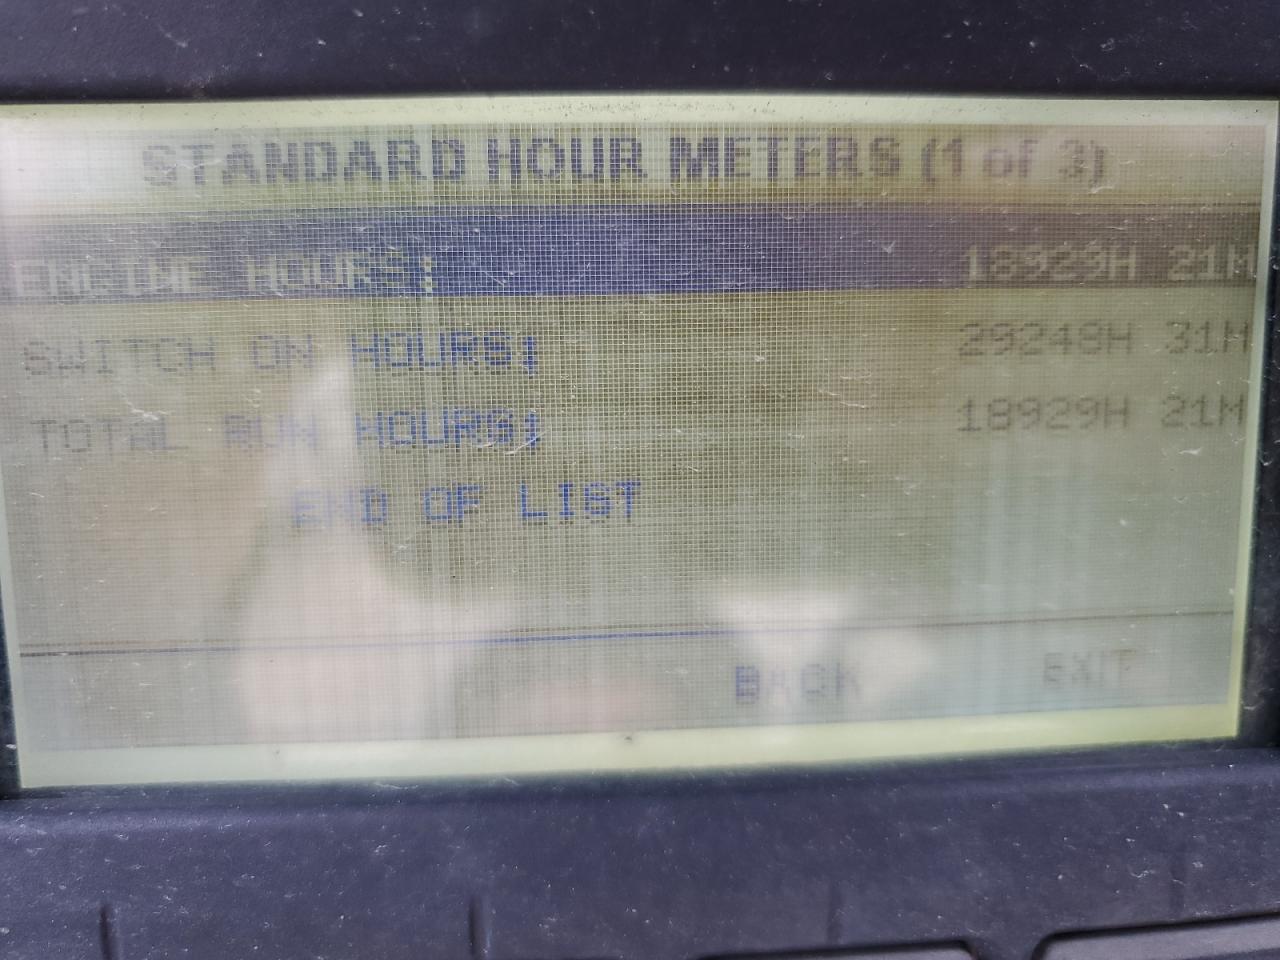 STANDARD HOUR METERS (1 of 3)
ENGINE HOURS: 18929H 21M
SWITCH ON HOURS: 29248H 31M
TOTAL RUN HOURS: 18929H 21M
END OF LIST
BACK EXIT